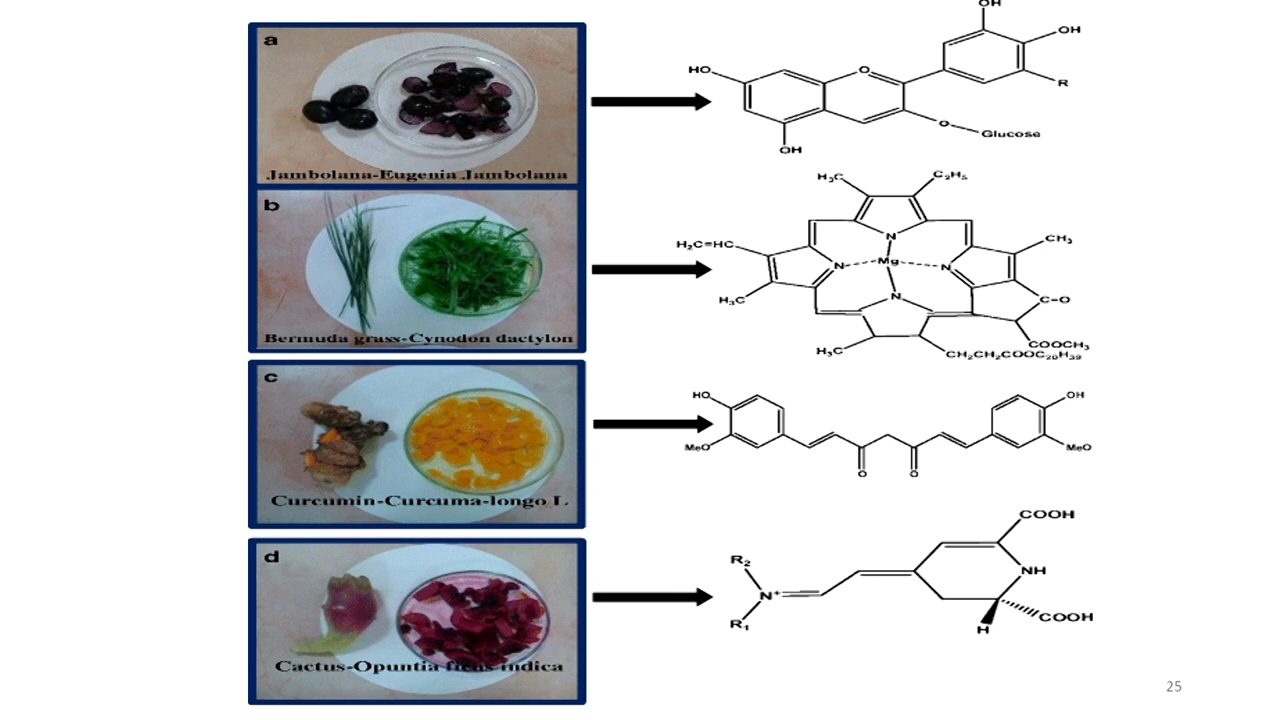 a
Jambolana-Eugenia Jambolana
OH
OH
HO
O
R
O
Glucose
OH
b
Bermuda grass-Cynodon dactylon
H₃C
C₂H₅
H₂C=HC
N
CH₃
N
Mg
N
H₃C
N
C-O
H₃C
COOCH₃
CH₂CH₂COOC₂₀H₃₉
c
Curcumin-Curcuma-longo L
HO
OH
MeO
MeO
O
O
d
Cactus-Opuntia ficus indica
COOH
R₂
NH
N⁺
R₁
H
COOH
25